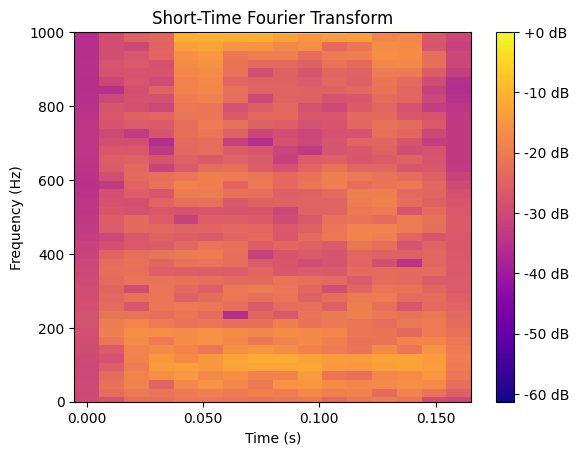 Short-Time Fourier Transform
1000
800
600
400
200
0
Frequency (Hz)
0.000
0.050
0.100
0.150
Time (s)
+0 dB
-10 dB
-20 dB
-30 dB
-40 dB
-50 dB
-60 dB